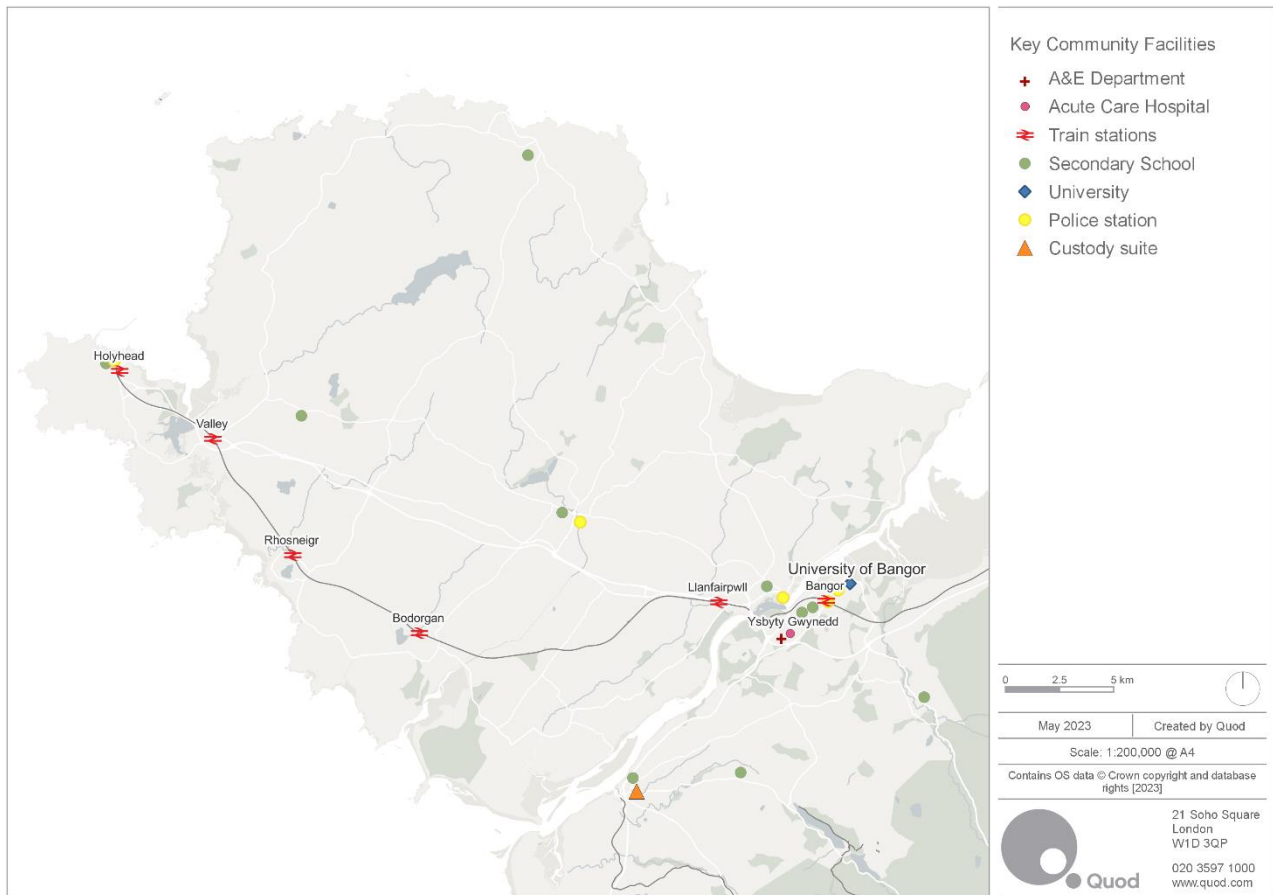 Key Community Facilities
A&E Department
Acute Care Hospital
Train stations
Secondary School
University
Police station
Custody suite
Holyhead
Valley
Rhosneigr
Bodorgan
Llanfairpwll
University of Bangor
Bangor
Ysbyty Gwynedd
0 2.5 5 km
May 2023
Created by Quod
Scale: 1:200,000 @ A4
Contains OS data © Crown copyright and database
rights [2023]
Quod
21 Soho Square
London
W1D 3QP
020 3597 1000
www.quod.com